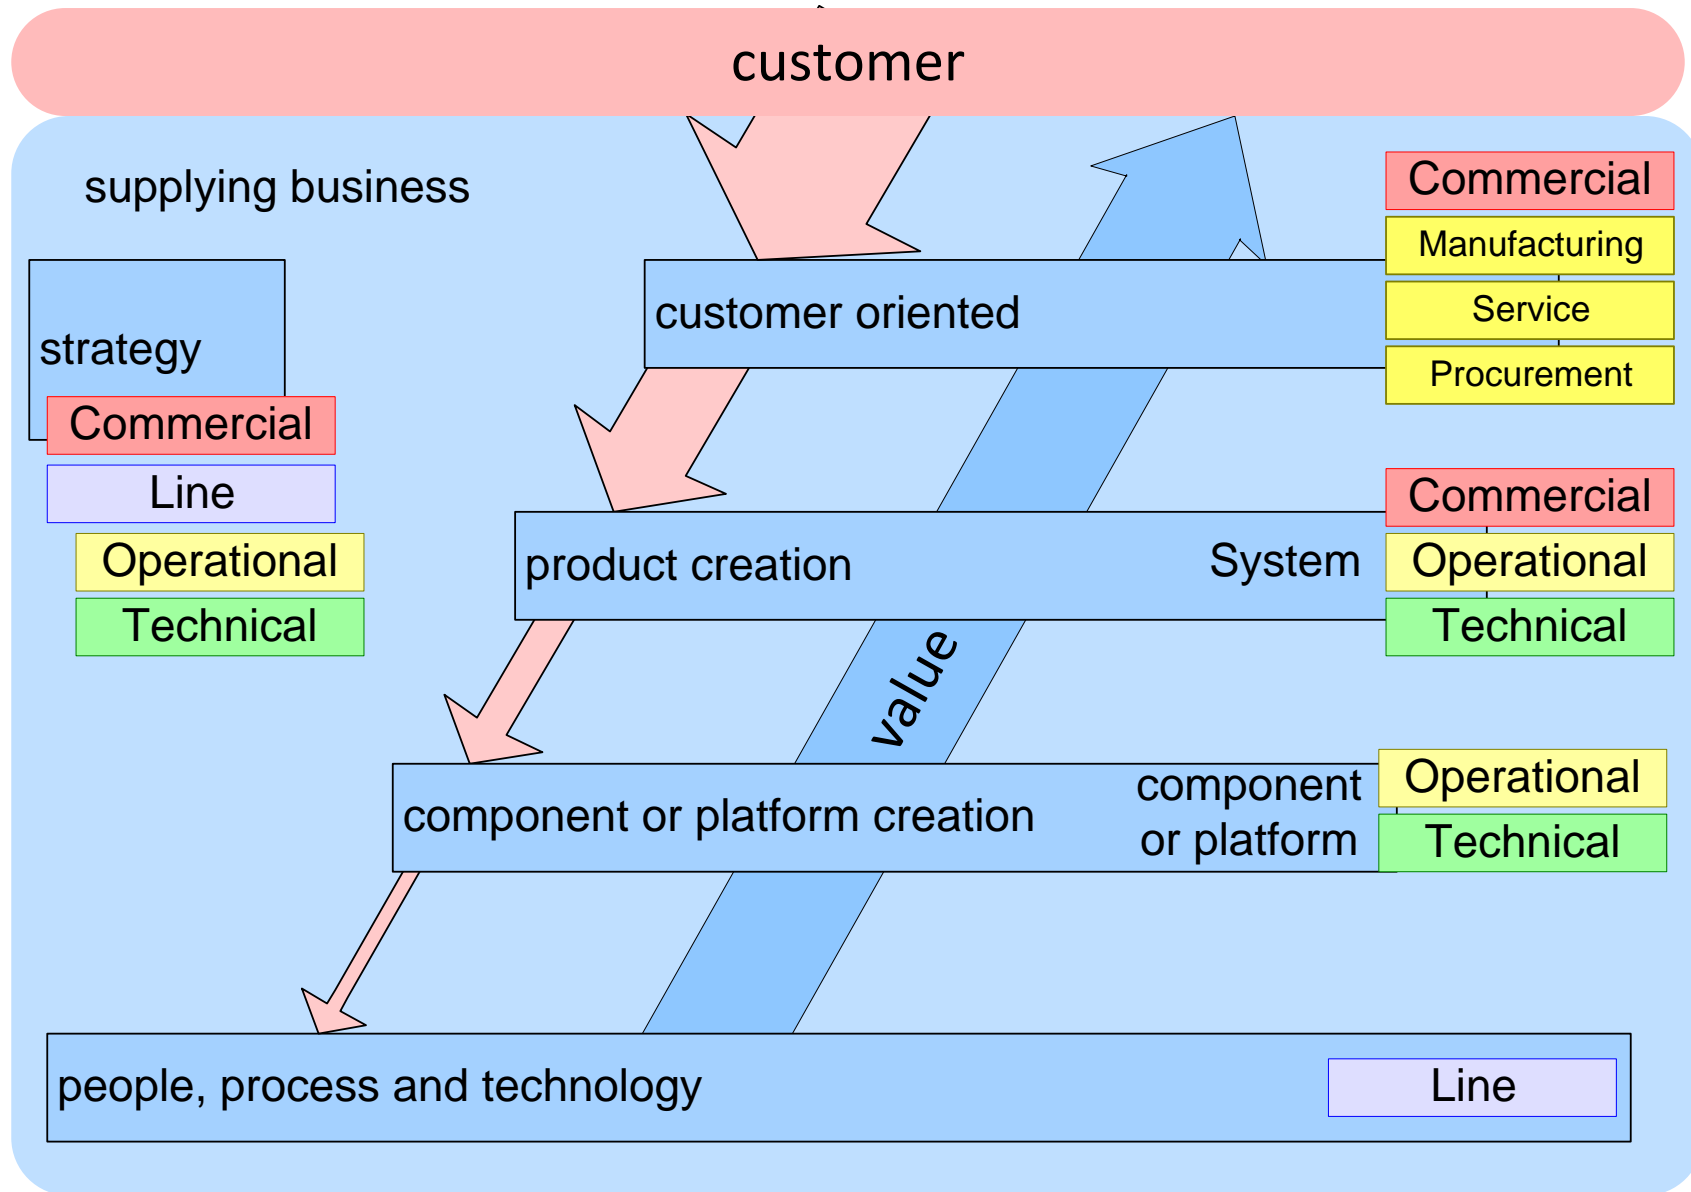 customer
supplying business
strategy
Commercial
Line
Operational
Technical
customer oriented
Commercial
Manufacturing
Service
Procurement
product creation
System
Commercial
Operational
Technical
value
component or platform creation
component
or platform
Operational
Technical
people, process and technology
Line